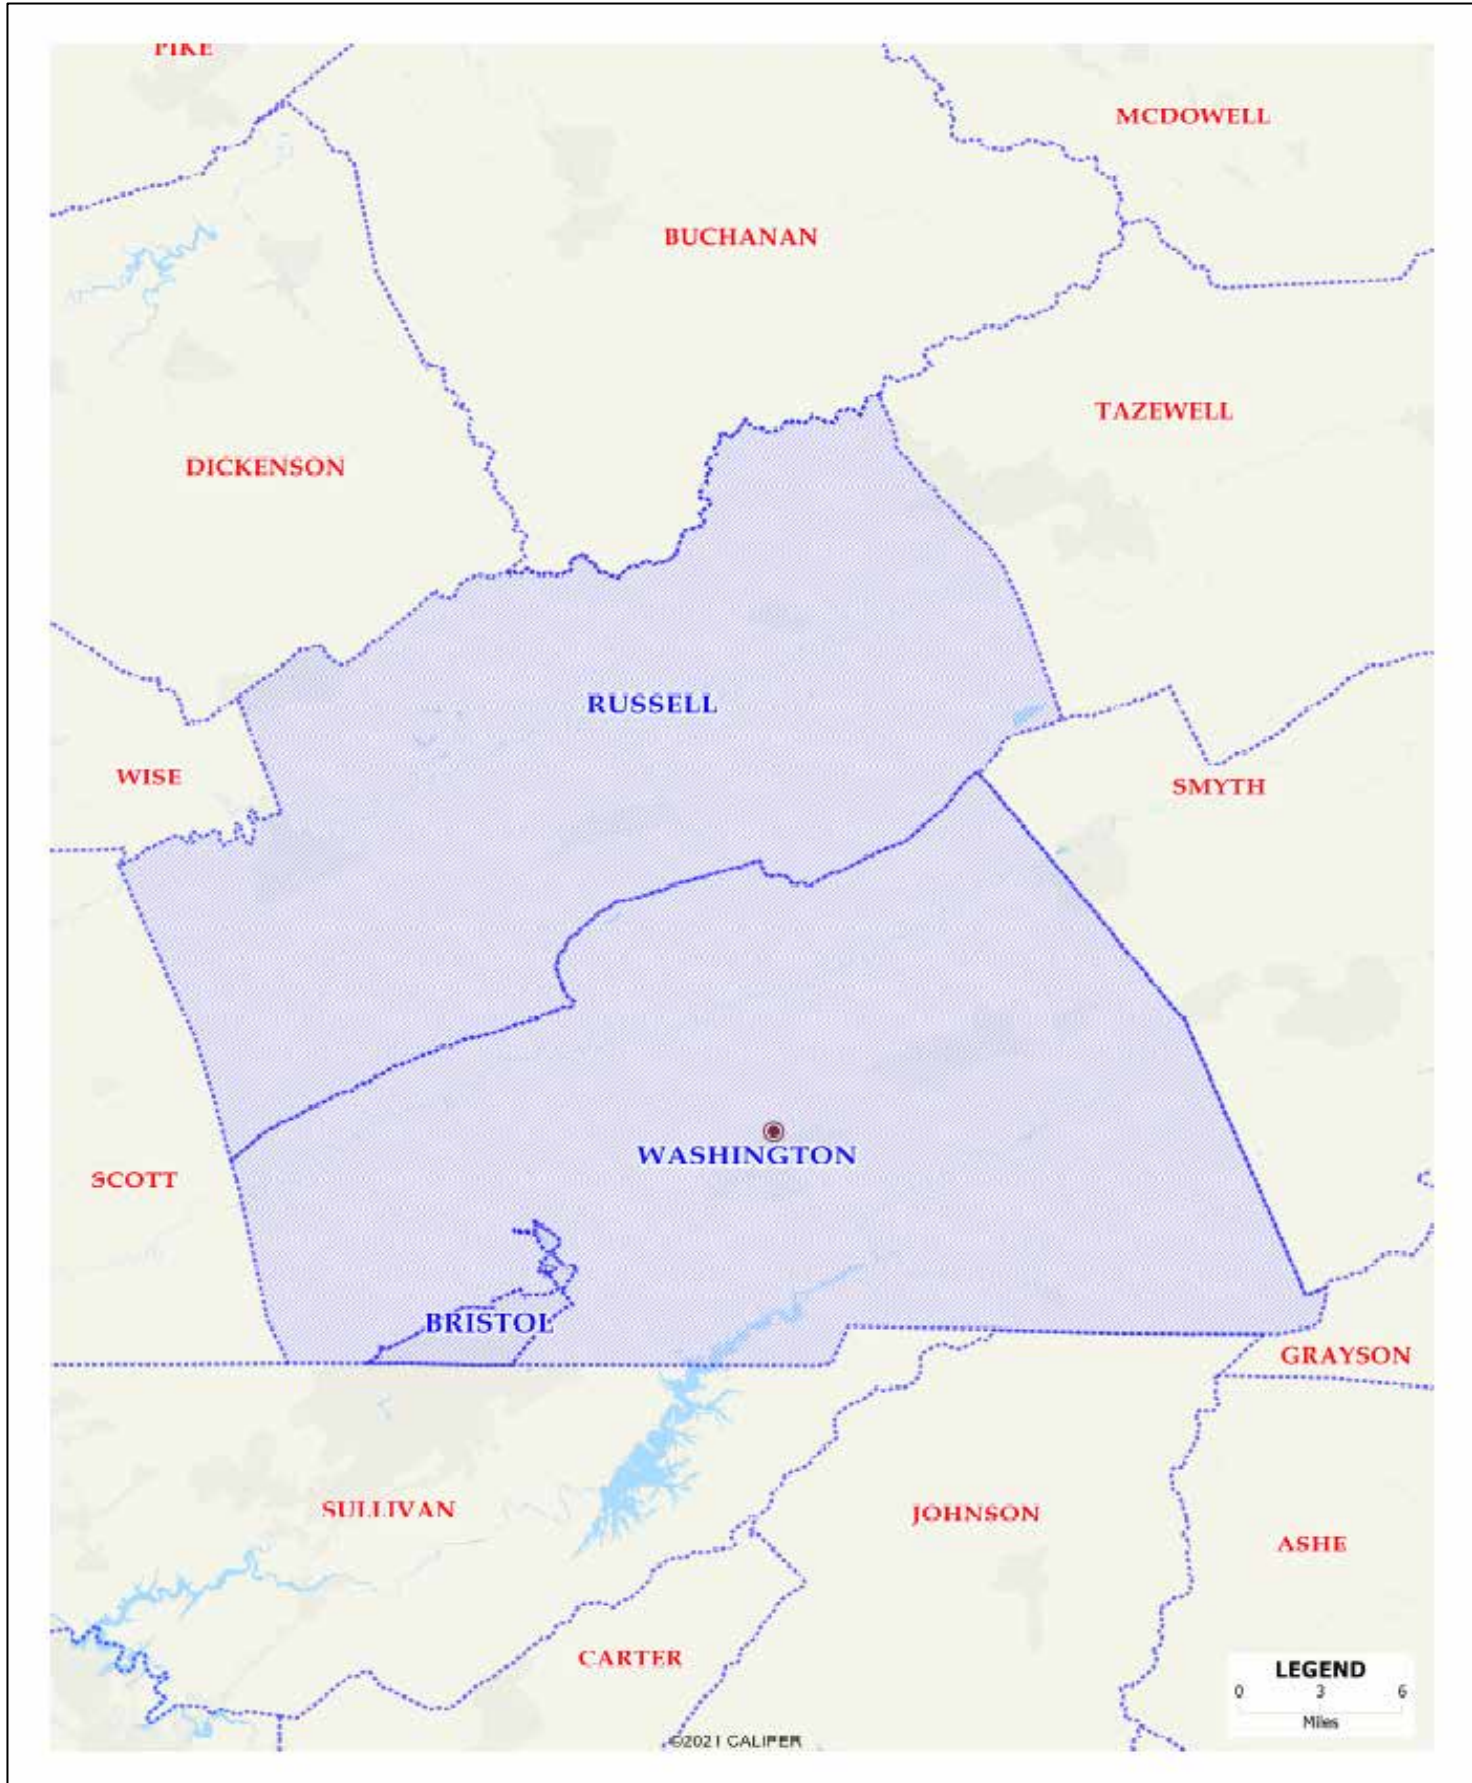 PIKE
MCDOWELL
BUCHANAN
TAZEWELL
DICKENSON
RUSSELL
WISE
SMYTH
WASHINGTON
SCOTT
BRISTOL
GRAYSON
SULLIVAN
JOHNSON
ASHE
CARTER
LEGEND
0 3 6
Miles
©2021 CALIPER